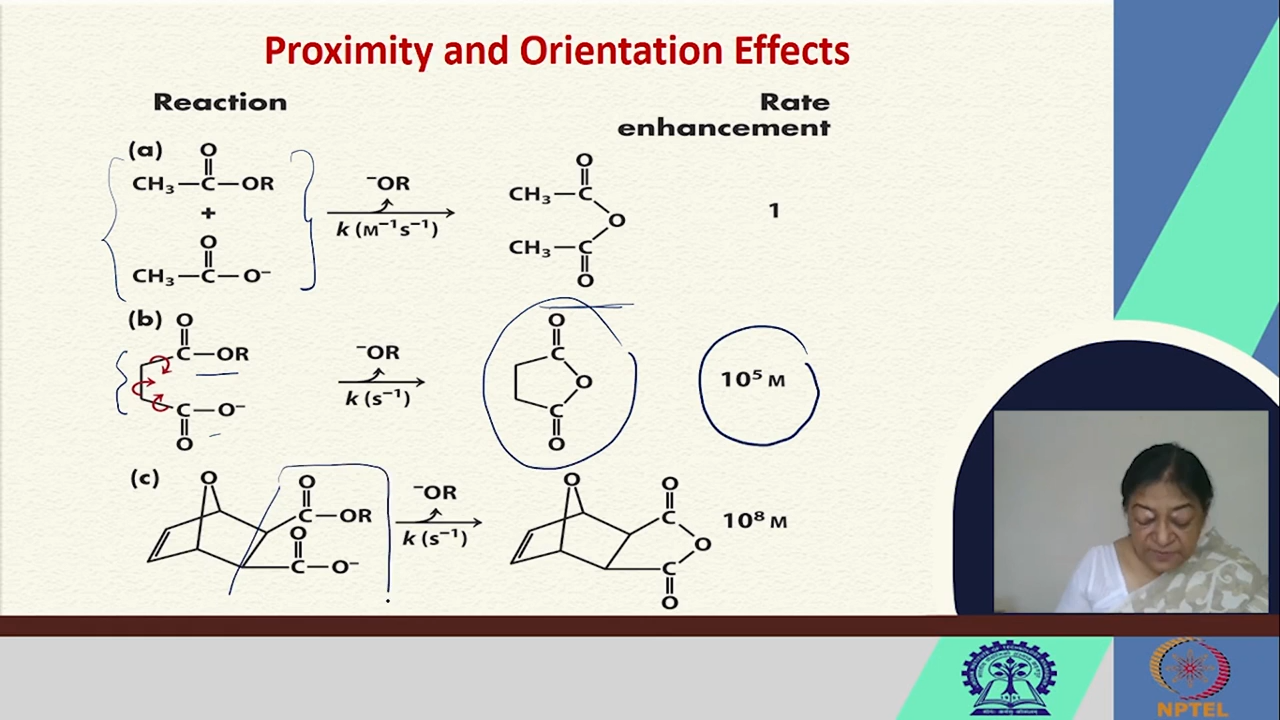 Proximity and Orientation Effects
Reaction
Rate
enhancement
(a)
O
CH₃—C—OR
+
O
CH₃—C—O⁻
⁻OR
k (M⁻¹s⁻¹)
O
CH₃—C
O
CH₃—C
O
1
(b)
O
C—OR
C—O⁻
O
⁻OR
k (s⁻¹)
O
C
O
C
O
10⁵ M
(c)
O
O
C—OR
O
C—O⁻
⁻OR
k (s⁻¹)
O
O
C
O
C
O
10⁸ M
NPTEL